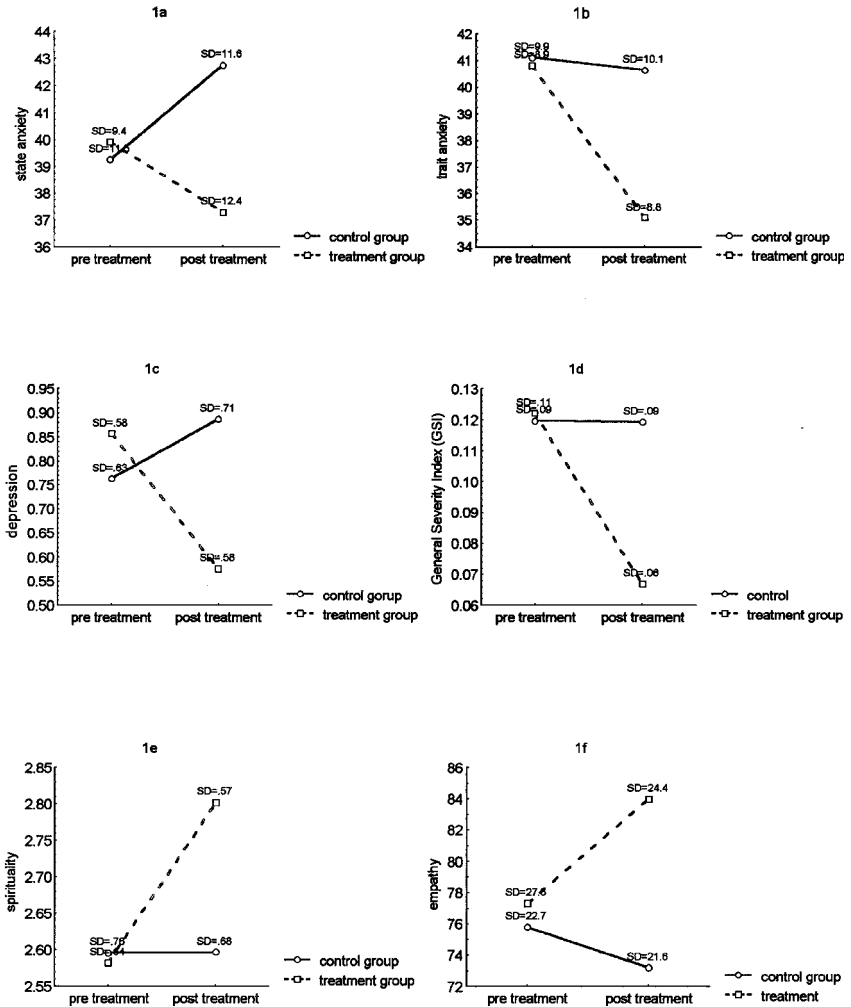 1a
state anxiety
44
43
42
41
40
39
38
37
36
SD=11.6
SD=9.4
SD=12.4
pre treatment
post treatment
control group
treatment group
1b
trait anxiety
42
41
40
39
38
37
36
35
34
SD=9.9
SD=10.1
SD=8.8
pre treatment
post treatment
control group
treatment group
1c
depression
0.95
0.90
0.85
0.80
0.75
0.70
0.65
0.60
0.55
0.50
SD=.71
SD=.58
SD=.63
SD=.58
pre treatment
post treatment
control gorup
treatment group
1d
General Severity Index (GSI)
0.13
0.12
0.11
0.10
0.09
0.08
0.07
0.06
SD=.11
SD=.09
SD=.09
SD=.06
pre treatment
post treament
control
treatment group
1e
spirituality
2.85
2.80
2.75
2.70
2.65
2.60
2.55
SD=.57
SD=.68
pre treatment
post treatment
control group
treatment group
1f
empathy
86
84
82
80
78
76
74
72
SD=24.4
SD=27.6
SD=22.7
SD=21.6
pre treatment
post treatment
control group
treatment